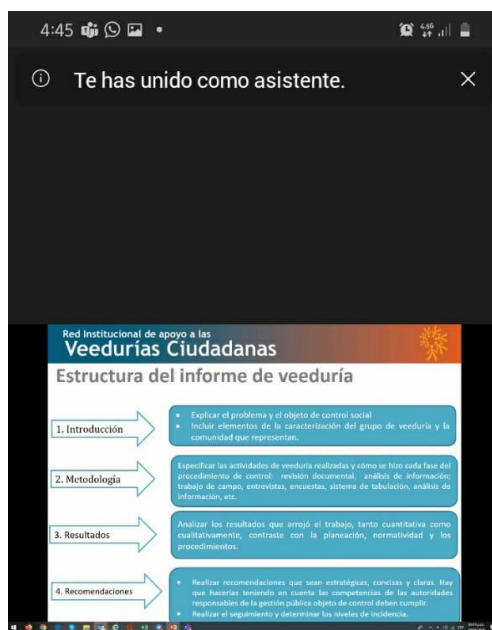 4:45
Te has unido como asistente.
Red Institucional de apoyo a las
Veedurías Ciudadanas
Estructura del informe de veeduría
1. Introducción
• Explicar el problema y el objeto de control social
• Incluir elementos de la caracterización del grupo de veeduría y la
comunidad que representan.
2. Metodología
Especificar las actividades de veeduría realizadas y cómo se hizo cada fase del
procedimiento de control: revisión documental, análisis de información;
trabajo de campo, entrevistas, encuestas, sistema de tabulación, análisis de
información, etc.
3. Resultados
Analizar los resultados que arrojó el trabajo, tanto cuantitativa como
cualitativamente, contraste con la planeación, normatividad y los
procedimientos.
4. Recomendaciones
• Realizar recomendaciones que sean estratégicas, concisas y claras. Hay
que hacerlas teniendo en cuenta las competencias de las autoridades
responsables de la gestión pública objeto de control deben cumplir.
• Realizar el seguimiento y determinar los niveles de incidencia.